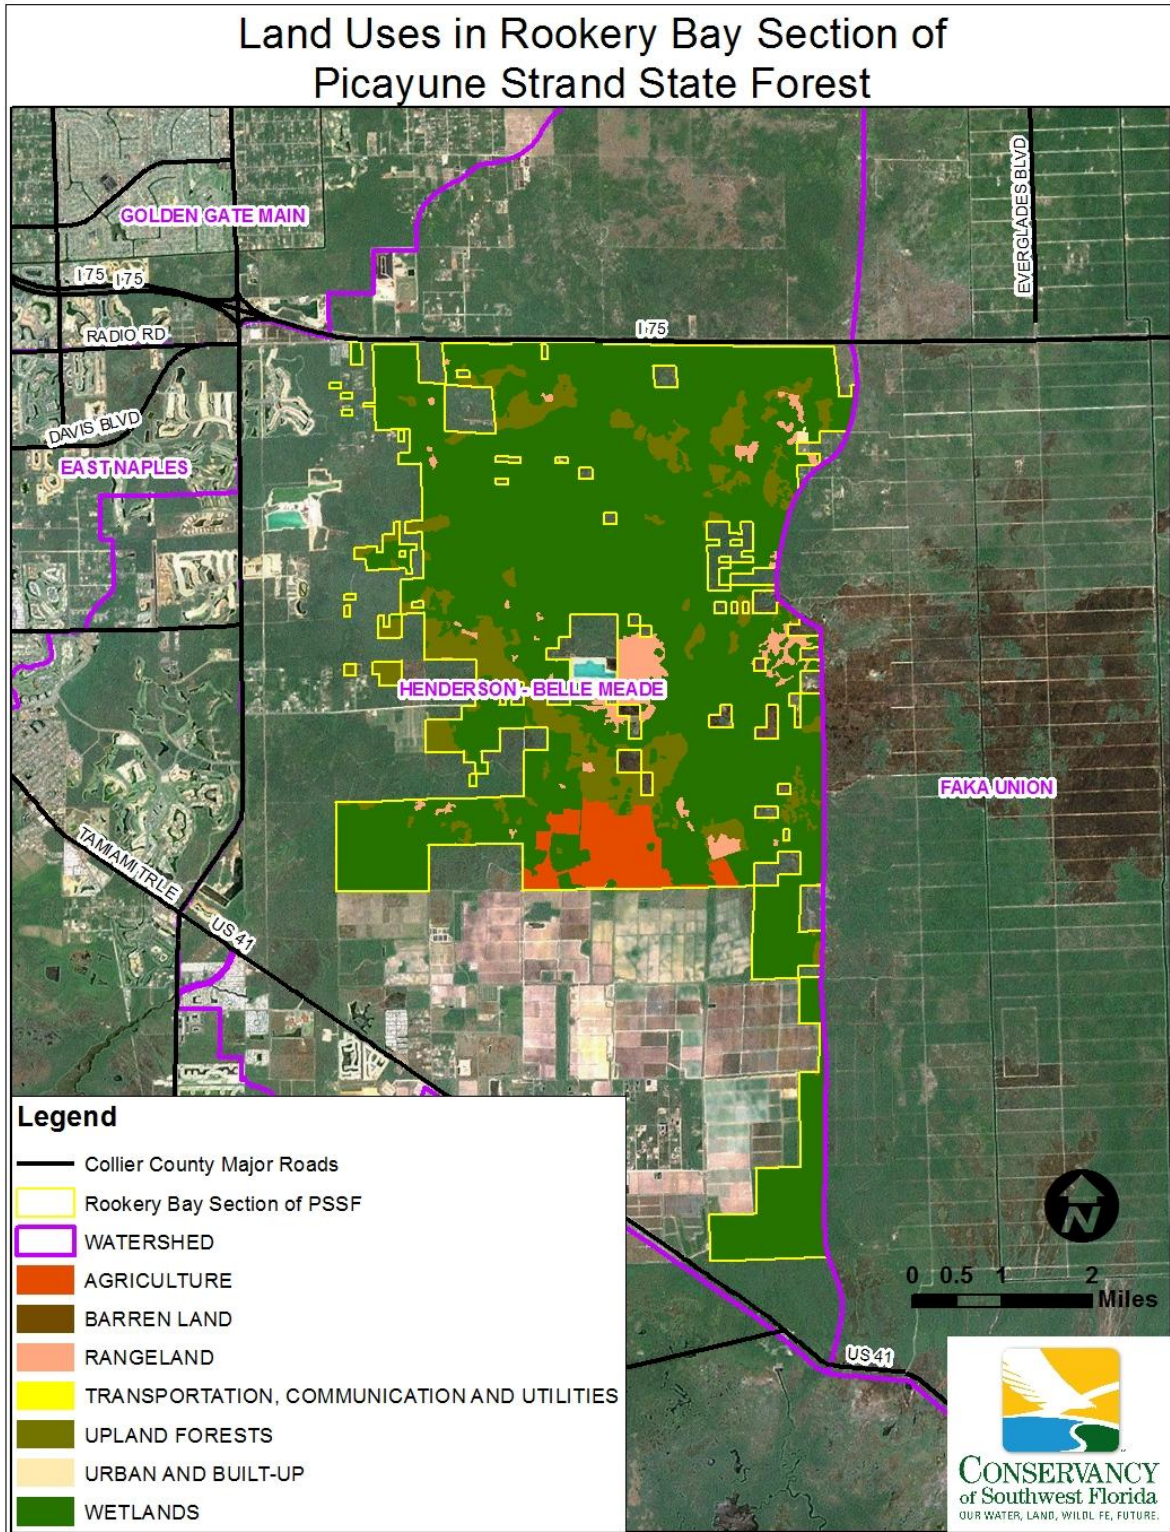 Land Uses in Rookery Bay Section of
Picayune Strand State Forest
EVERGLADES BLVD
GOLDEN GATE MAIN
I 75
I 75
I 75
RADIO RD
DAVIS BLVD
EAST NAPLES
HENDERSON - BELLE MEADE
FAKA UNION
TAMIAMI TRL E
US 41
Legend
Collier County Major Roads
Rookery Bay Section of PSSF
WATERSHED
AGRICULTURE
BARREN LAND
RANGELAND
TRANSPORTATION, COMMUNICATION AND UTILITIES
UPLAND FORESTS
URBAN AND BUILT-UP
WETLANDS
N
0 0.5 1 2
Miles
US 41
CONSERVANCY
of Southwest Florida
OUR WATER, LAND, WILDL FE, FUTURE.